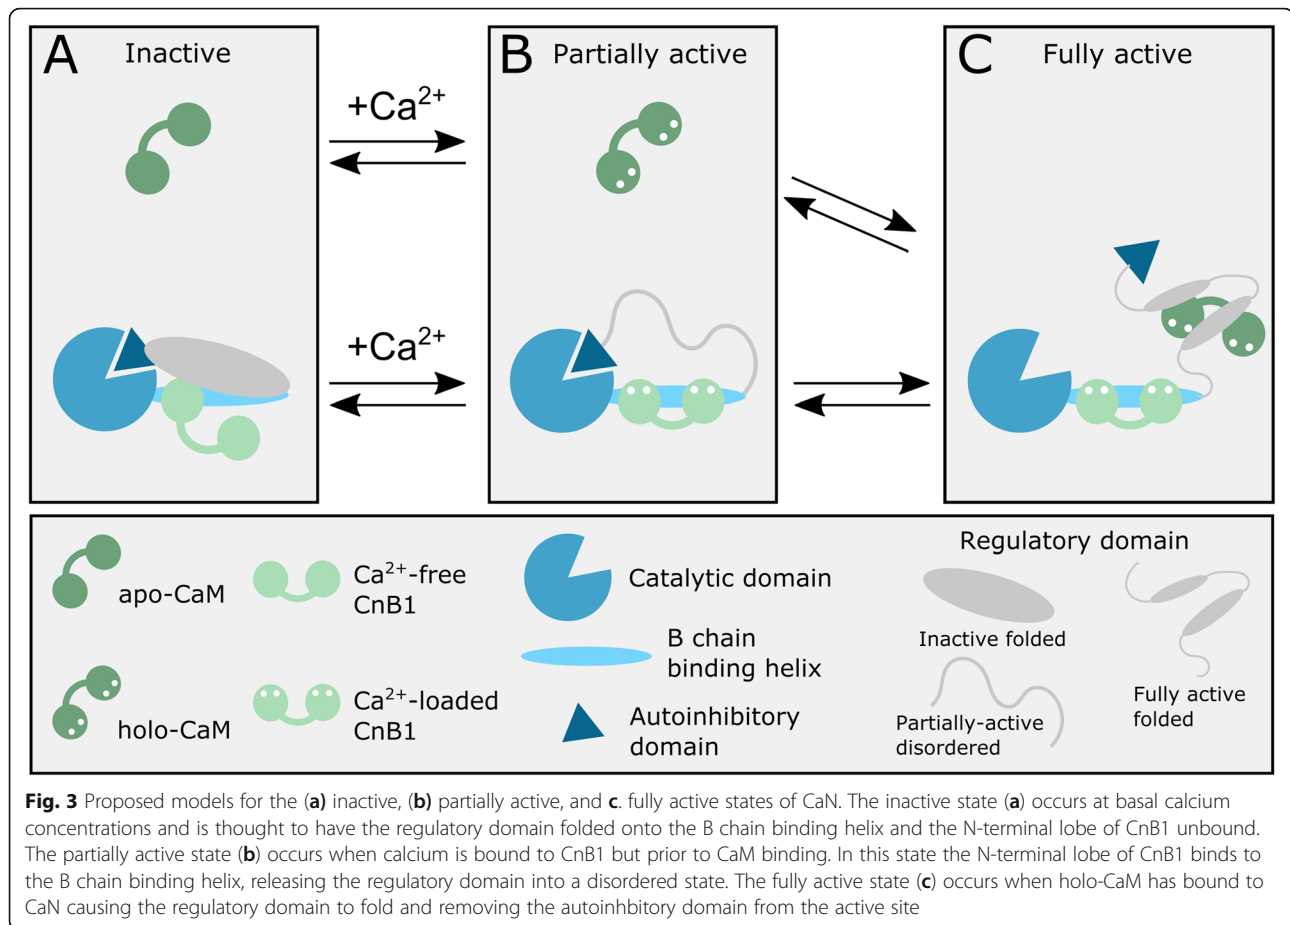 A
Inactive
+Ca2+
+Ca2+
B
Partially active
C
Fully active
apo-CaM
holo-CaM
Ca2+-free
CnB1
Ca2+-loaded
CnB1
Catalytic domain
B chain
binding helix
Autoinhibitory
domain
Regulatory domain
Inactive folded
Partially-active
disordered
Fully active
folded
Fig. 3 Proposed models for the (a) inactive, (b) partially active, and c. fully active states of CaN. The inactive state (a) occurs at basal calcium
concentrations and is thought to have the regulatory domain folded onto the B chain binding helix and the N-terminal lobe of CnB1 unbound.
The partially active state (b) occurs when calcium is bound to CnB1 but prior to CaM binding. In this state the N-terminal lobe of CnB1 binds to
the B chain binding helix, releasing the regulatory domain into a disordered state. The fully active state (c) occurs when holo-CaM has bound to
CaN causing the regulatory domain to fold and removing the autoinhbitory domain from the active site